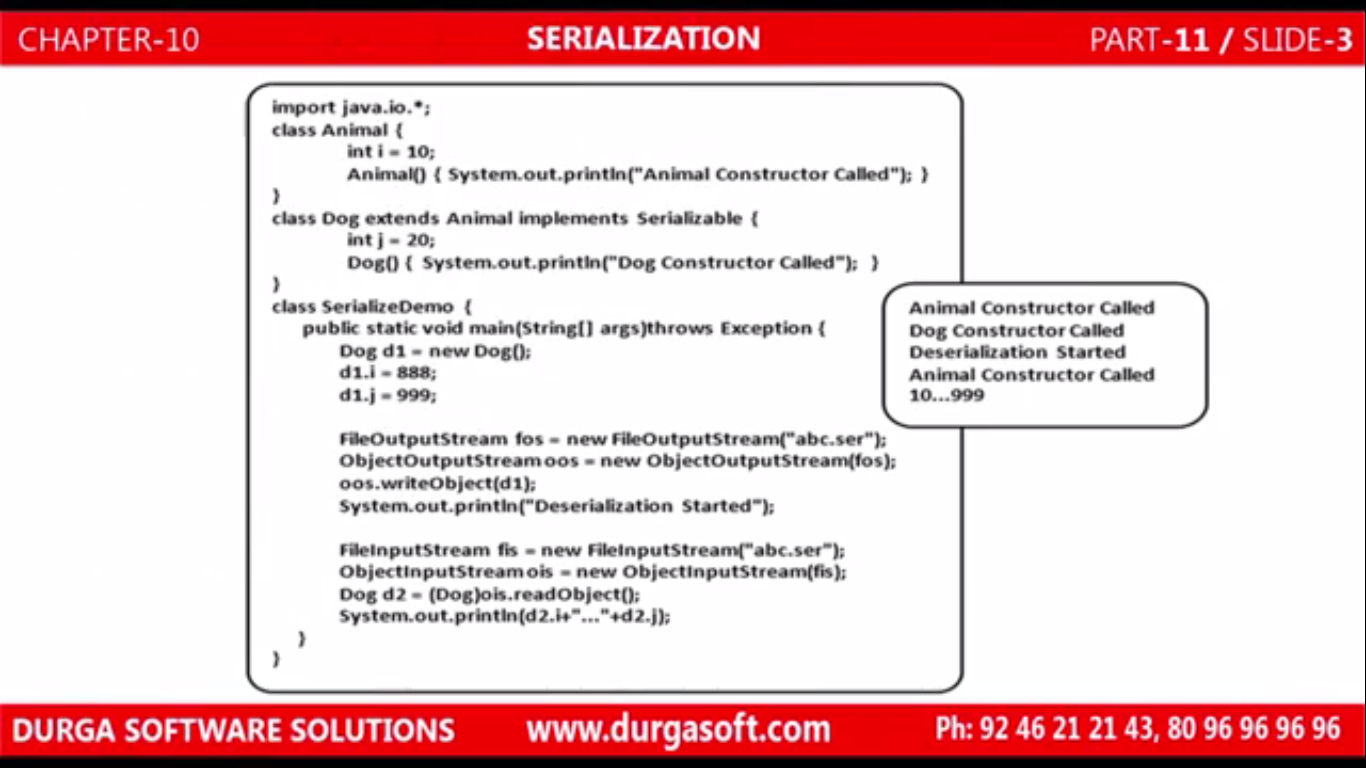 CHAPTER-10
SERIALIZATION
PART-11 / SLIDE-3
import java.io.*;
class Animal {
int i = 10;
Animal() { System.out.println("Animal Constructor Called"); }
}
class Dog extends Animal implements Serializable {
int j = 20;
Dog() { System.out.println("Dog Constructor Called"); }
}
class SerializeDemo {
public static void main(String[] args)throws Exception {
Dog d1 = new Dog();
d1.i = 888;
d1.j = 999;
FileOutputStream fos = new FileOutputStream("abc.ser");
ObjectOutputStream oos = new ObjectOutputStream(fos);
oos.writeObject(d1);
System.out.println("Deserialization Started");
FileInputStream fis = new FileInputStream("abc.ser");
ObjectInputStream ois = new ObjectInputStream(fis);
Dog d2 = (Dog)ois.readObject();
System.out.println(d2.i+"..."+d2.j);
}
}
Animal Constructor Called
Dog Constructor Called
Deserialization Started
Animal Constructor Called
10...999
DURGA SOFTWARE SOLUTIONS
www.durgasoft.com
Ph: 92 46 21 21 43, 80 96 96 96 96